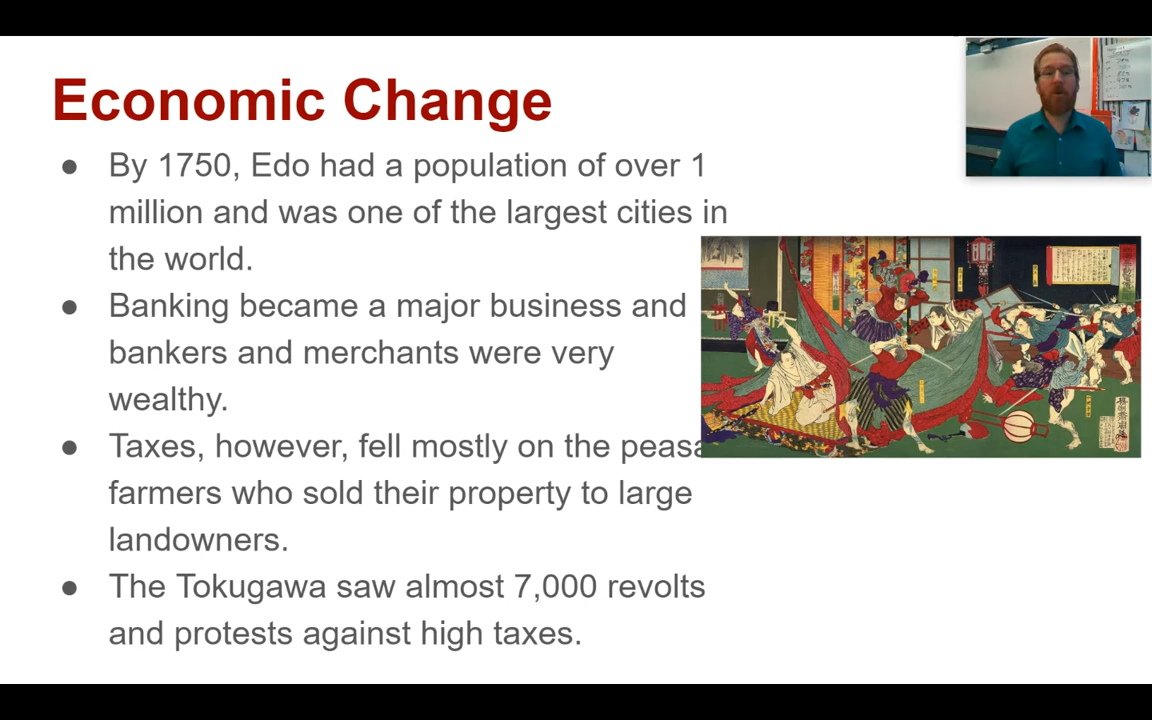 Economic Change
● By 1750, Edo had a population of over 1
million and was one of the largest cities in
the world.
● Banking became a major business and
bankers and merchants were very
wealthy.
● Taxes, however, fell mostly on the peasa
farmers who sold their property to large
landowners.
● The Tokugawa saw almost 7,000 revolts
and protests against high taxes.